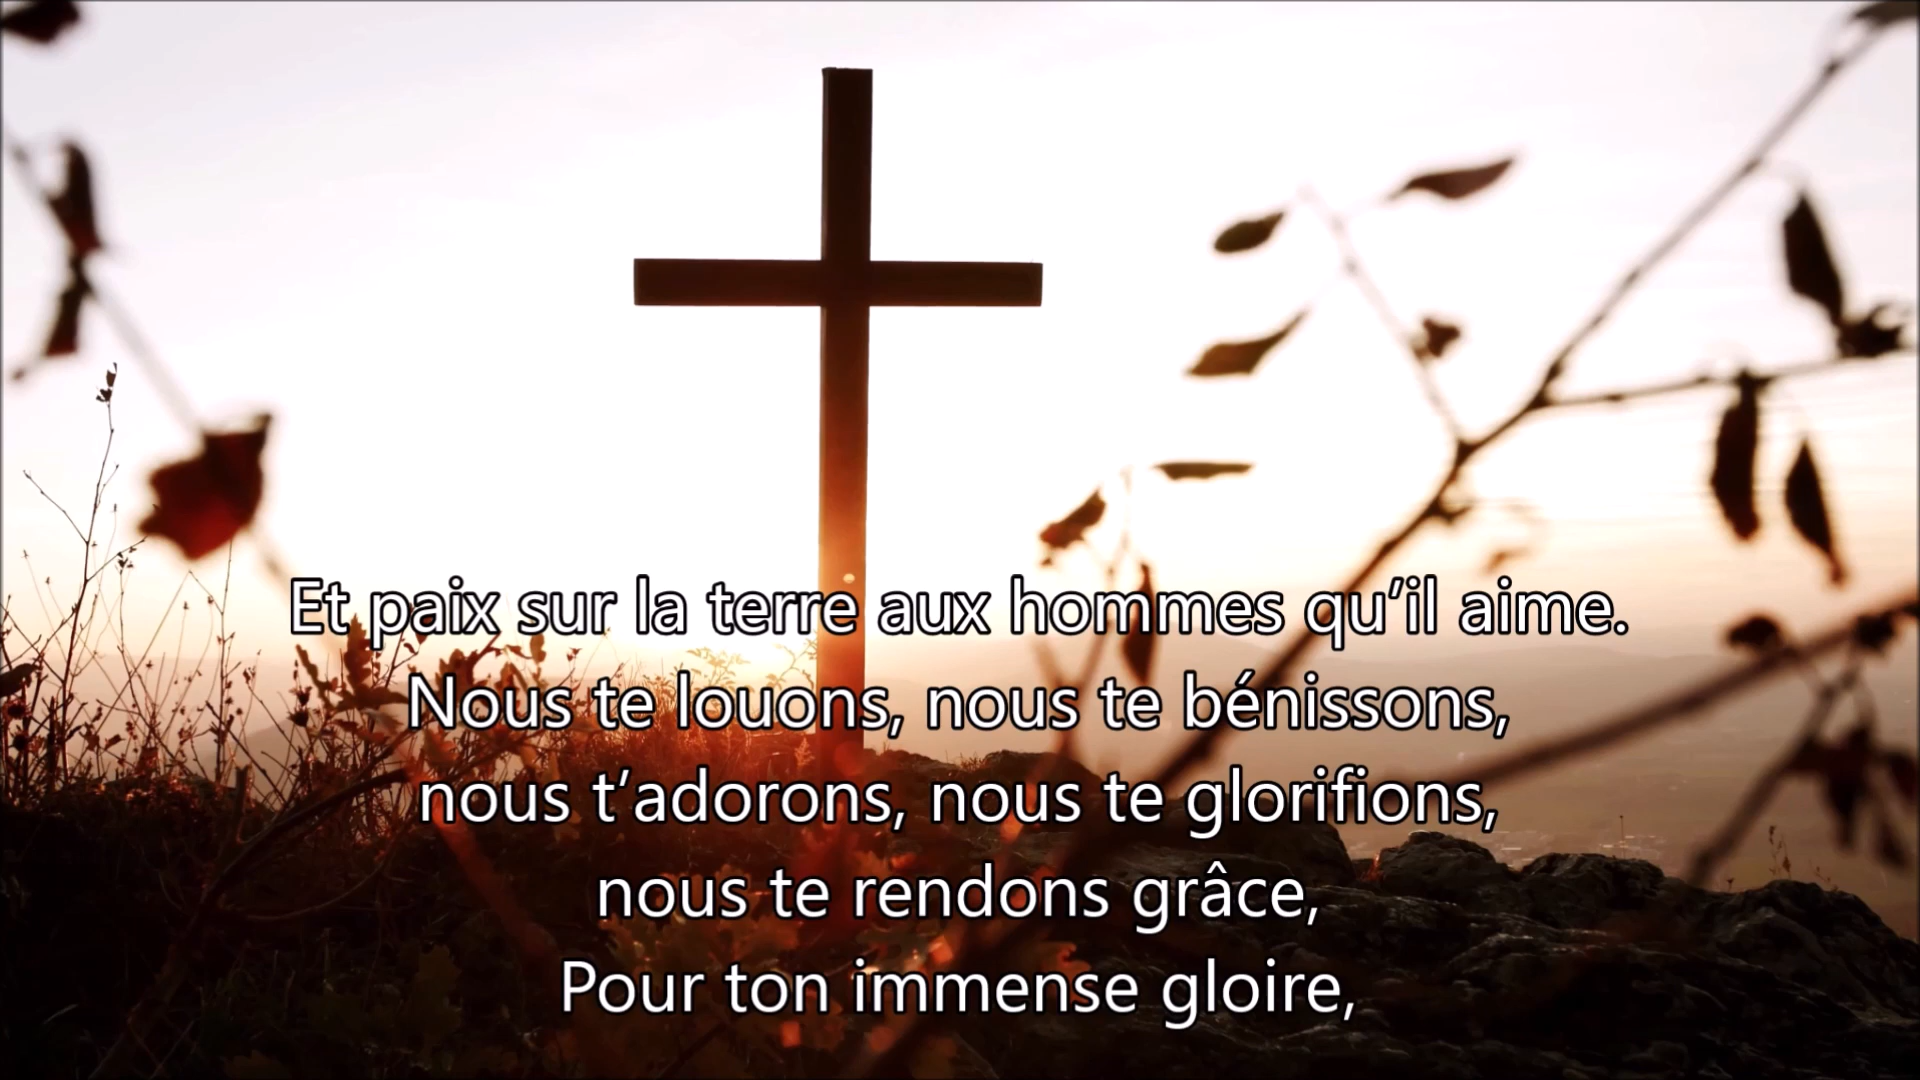 Et paix sur la terre aux hommes qu’il aime.
Nous te louons, nous te bénissons,
nous t’adorons, nous te glorifions,
nous te rendons grâce,
Pour ton immense gloire,